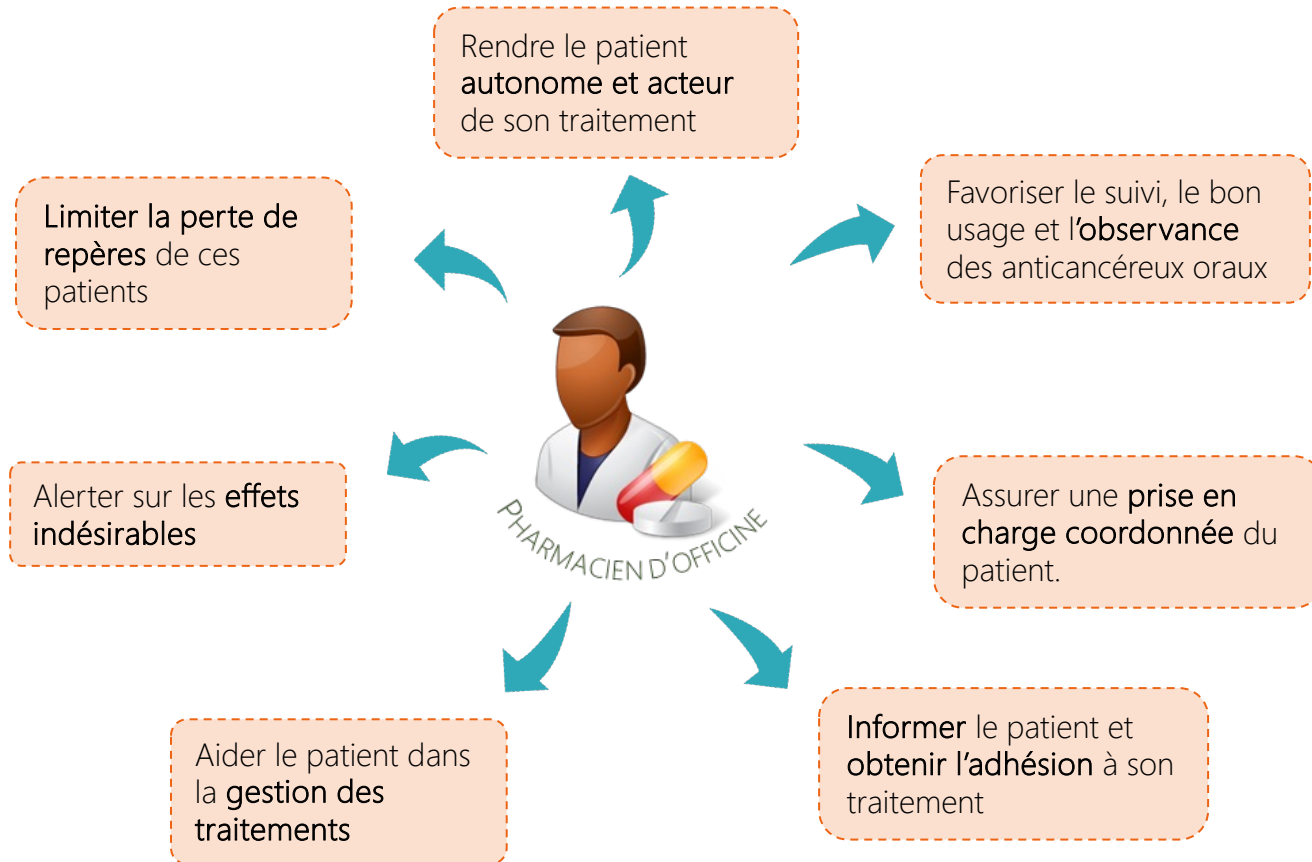 Rendre le patient
autonome et acteur
de son traitement
Limiter la perte de
repères de ces
patients
Favoriser le suivi, le bon
usage et l'observance
des anticancéreux oraux
Alerter sur les effets
indésirables
PHARMACIEN D'OFFICINE
Assurer une prise en
charge coordonnée du
patient.
Aider le patient dans
la gestion des
traitements
Informer le patient et
obtenir l'adhésion à son
traitement